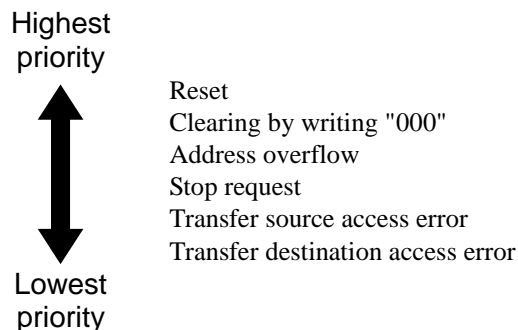 Highest
priority
Reset
Clearing by writing "000"
Address overflow
Stop request
Transfer source access error
Transfer destination access error
Lowest
priority